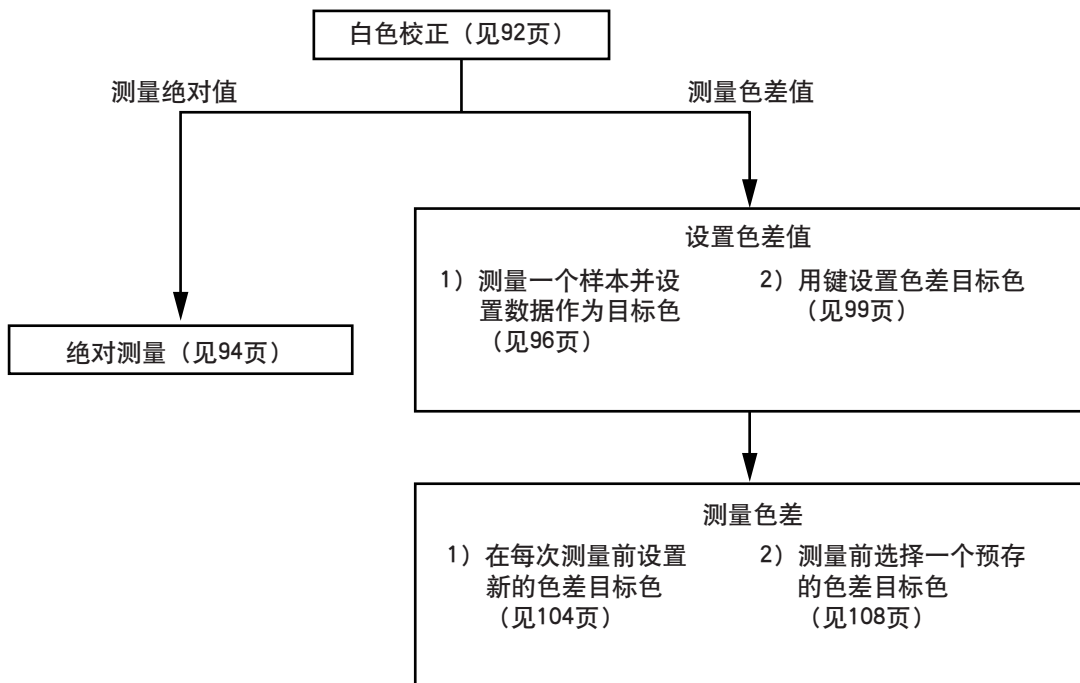 白色校正（见92页）
测量绝对值
测量色差值
设置色差值
1）测量一个样本并设
置数据作为目标色
（见96页）
2）用键设置色差目标色
（见99页）
绝对测量（见94页）
测量色差
1）在每次测量前设置
新的色差目标色
（见104页）
2）测量前选择一个预存
的色差目标色
（见108页）